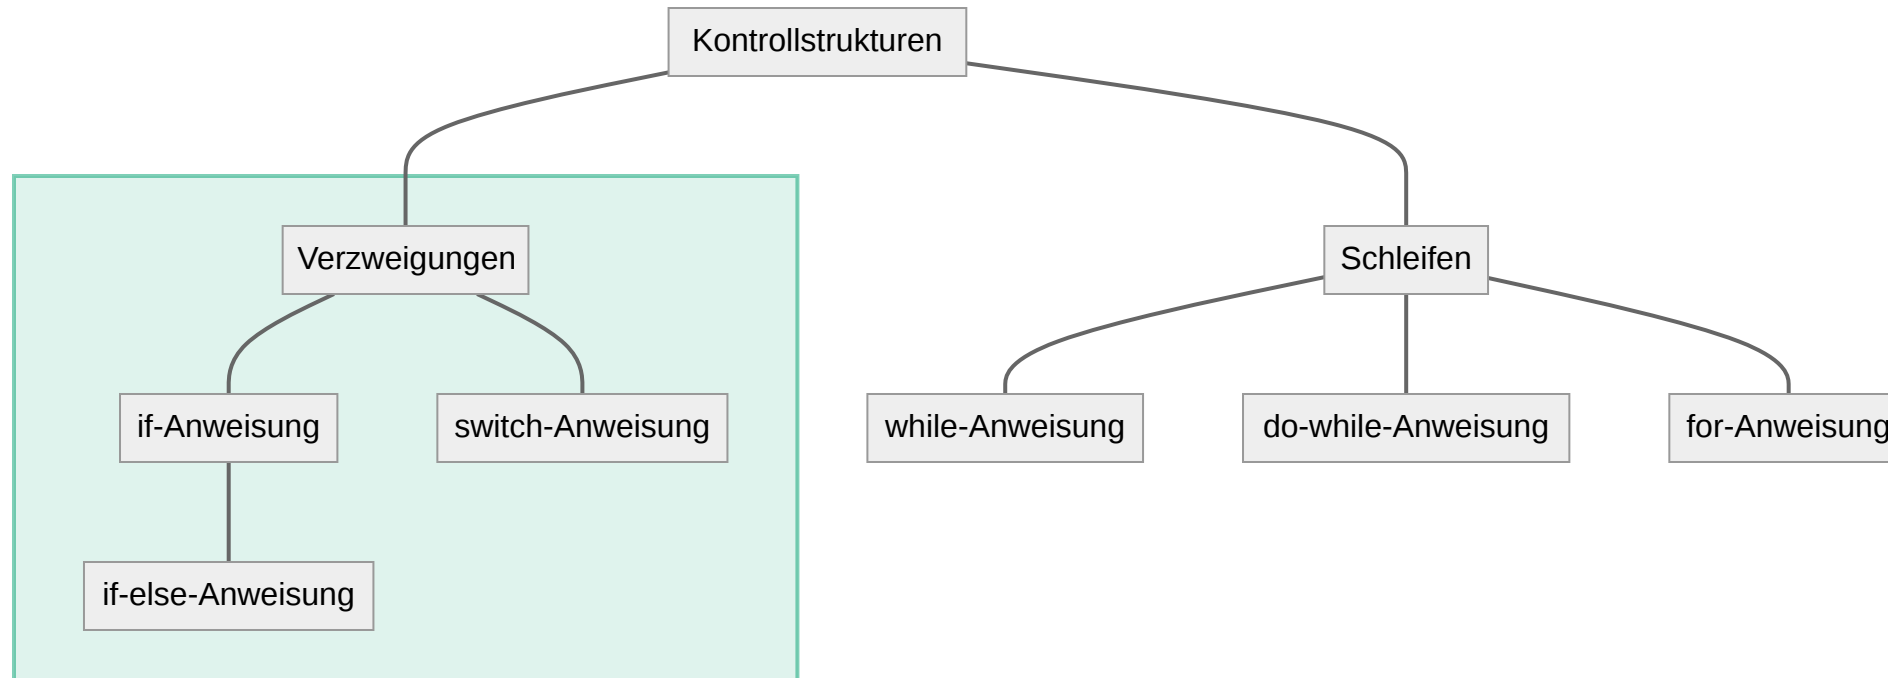 Kontrollstrukturen
Verzweigungen
Schleifen
if-Anweisung
switch-Anweisung
while-Anweisung
do-while-Anweisung
for-Anweisung
if-else-Anweisung